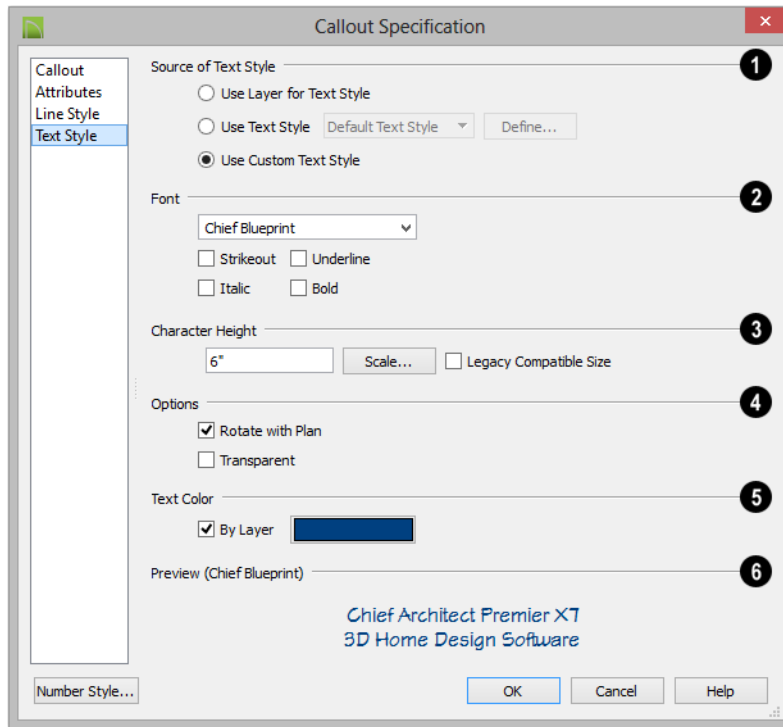 Callout Specification
Callout
Attributes
Line Style
Text Style
Source of Text Style 1
Use Layer for Text Style
Use Text Style Default Text Style Define...
Use Custom Text Style
Font 2
Chief Blueprint
Strikeout Underline
Italic Bold
Character Height 3
6" Scale... Legacy Compatible Size
Options 4
Rotate with Plan
Transparent
Text Color 5
By Layer
Preview (Chief Blueprint) 6
Chief Architect Premier X7
3D Home Design Software
Number Style... OK Cancel Help